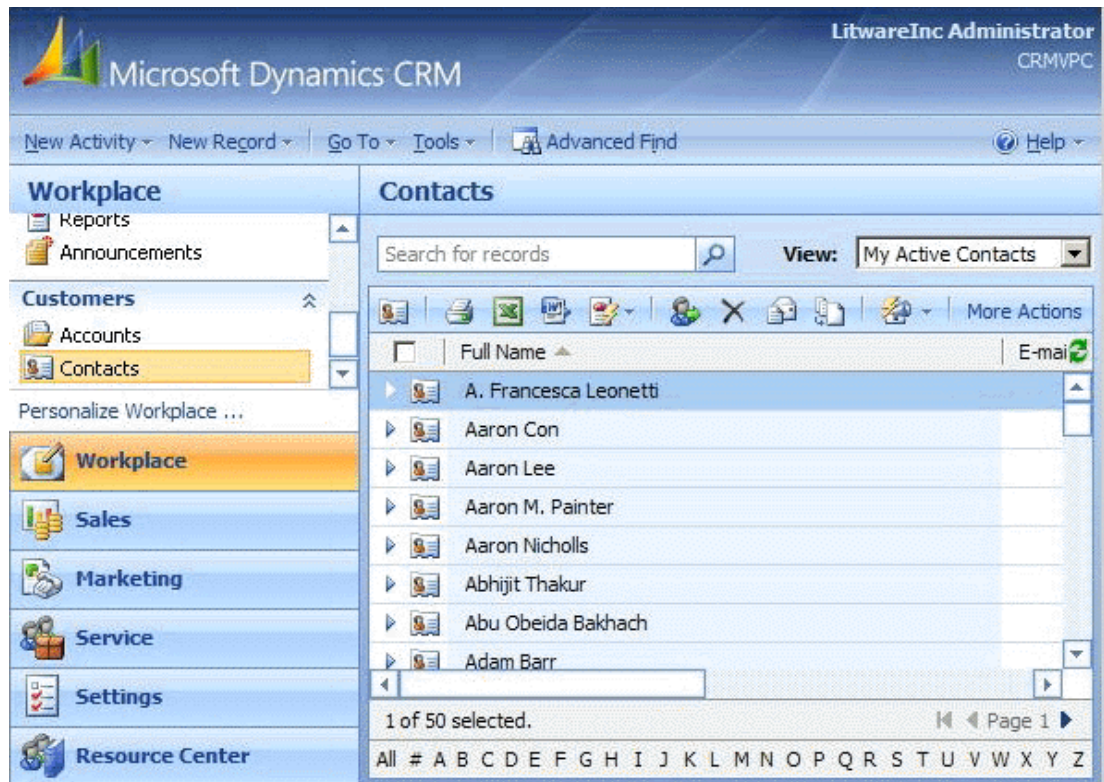 LitwareInc Administrator
CRMVPC
Microsoft Dynamics CRM
New Activity New Record Go To Tools Advanced Find Help
Workplace
Reports
Announcements
Customers
Accounts
Contacts
Personalize Workplace ...
Workplace
Sales
Marketing
Service
Settings
Resource Center
Contacts
Search for records View: My Active Contacts
More Actions
Full Name E-mai
A. Francesca Leonetti
Aaron Con
Aaron Lee
Aaron M. Painter
Aaron Nicholls
Abhijit Thakur
Abu Obeida Bakhach
Adam Barr
1 of 50 selected. Page 1
All # A B C D E F G H I J K L M N O P Q R S T U V W X Y Z